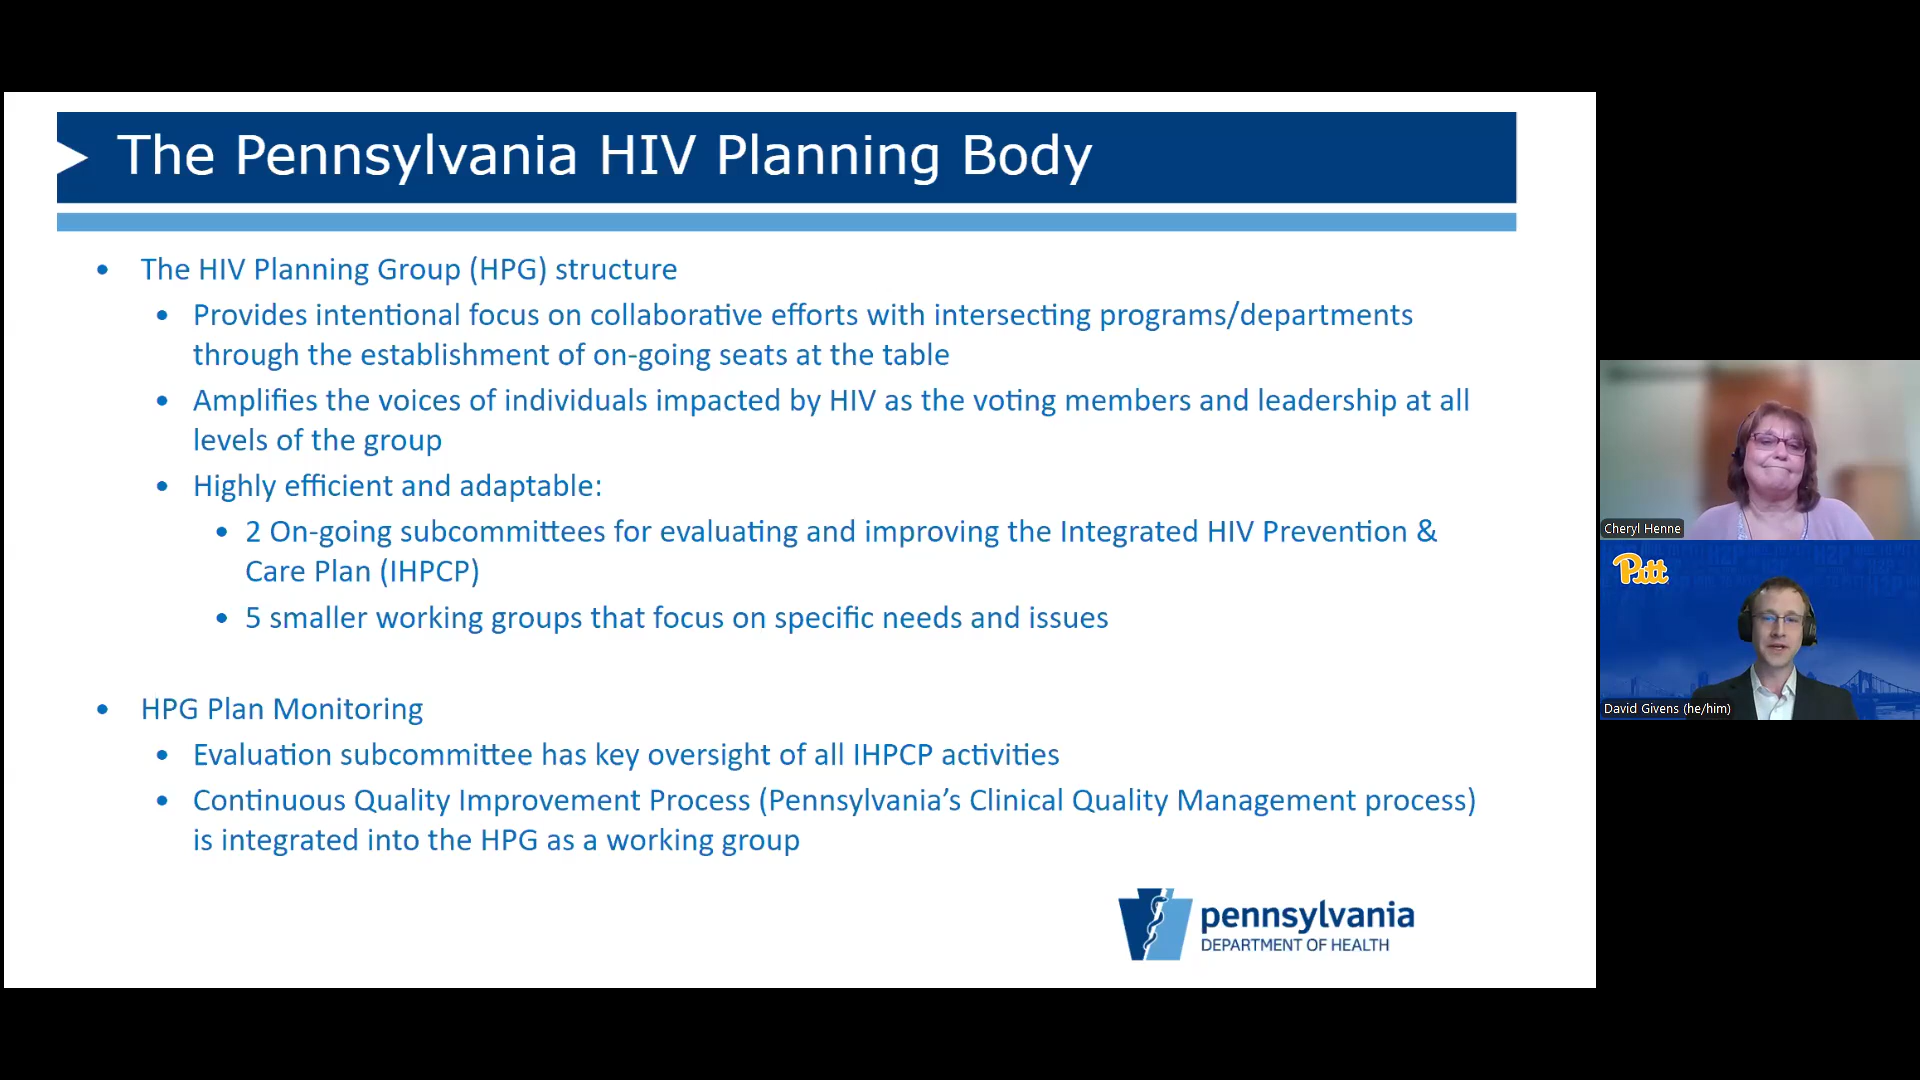 The Pennsylvania HIV Planning Body
• The HIV Planning Group (HPG) structure
• Provides intentional focus on collaborative efforts with intersecting programs/departments
through the establishment of on-going seats at the table
• Amplifies the voices of individuals impacted by HIV as the voting members and leadership at all
levels of the group
• Highly efficient and adaptable:
• 2 On-going subcommittees for evaluating and improving the Integrated HIV Prevention &
Care Plan (IHPCP)
• 5 smaller working groups that focus on specific needs and issues
• HPG Plan Monitoring
• Evaluation subcommittee has key oversight of all IHPCP activities
• Continuous Quality Improvement Process (Pennsylvania’s Clinical Quality Management process)
is integrated into the HPG as a working group
pennsylvania
DEPARTMENT OF HEALTH
Cheryl Henne
Pitt
H2P
David Givens (he/him)